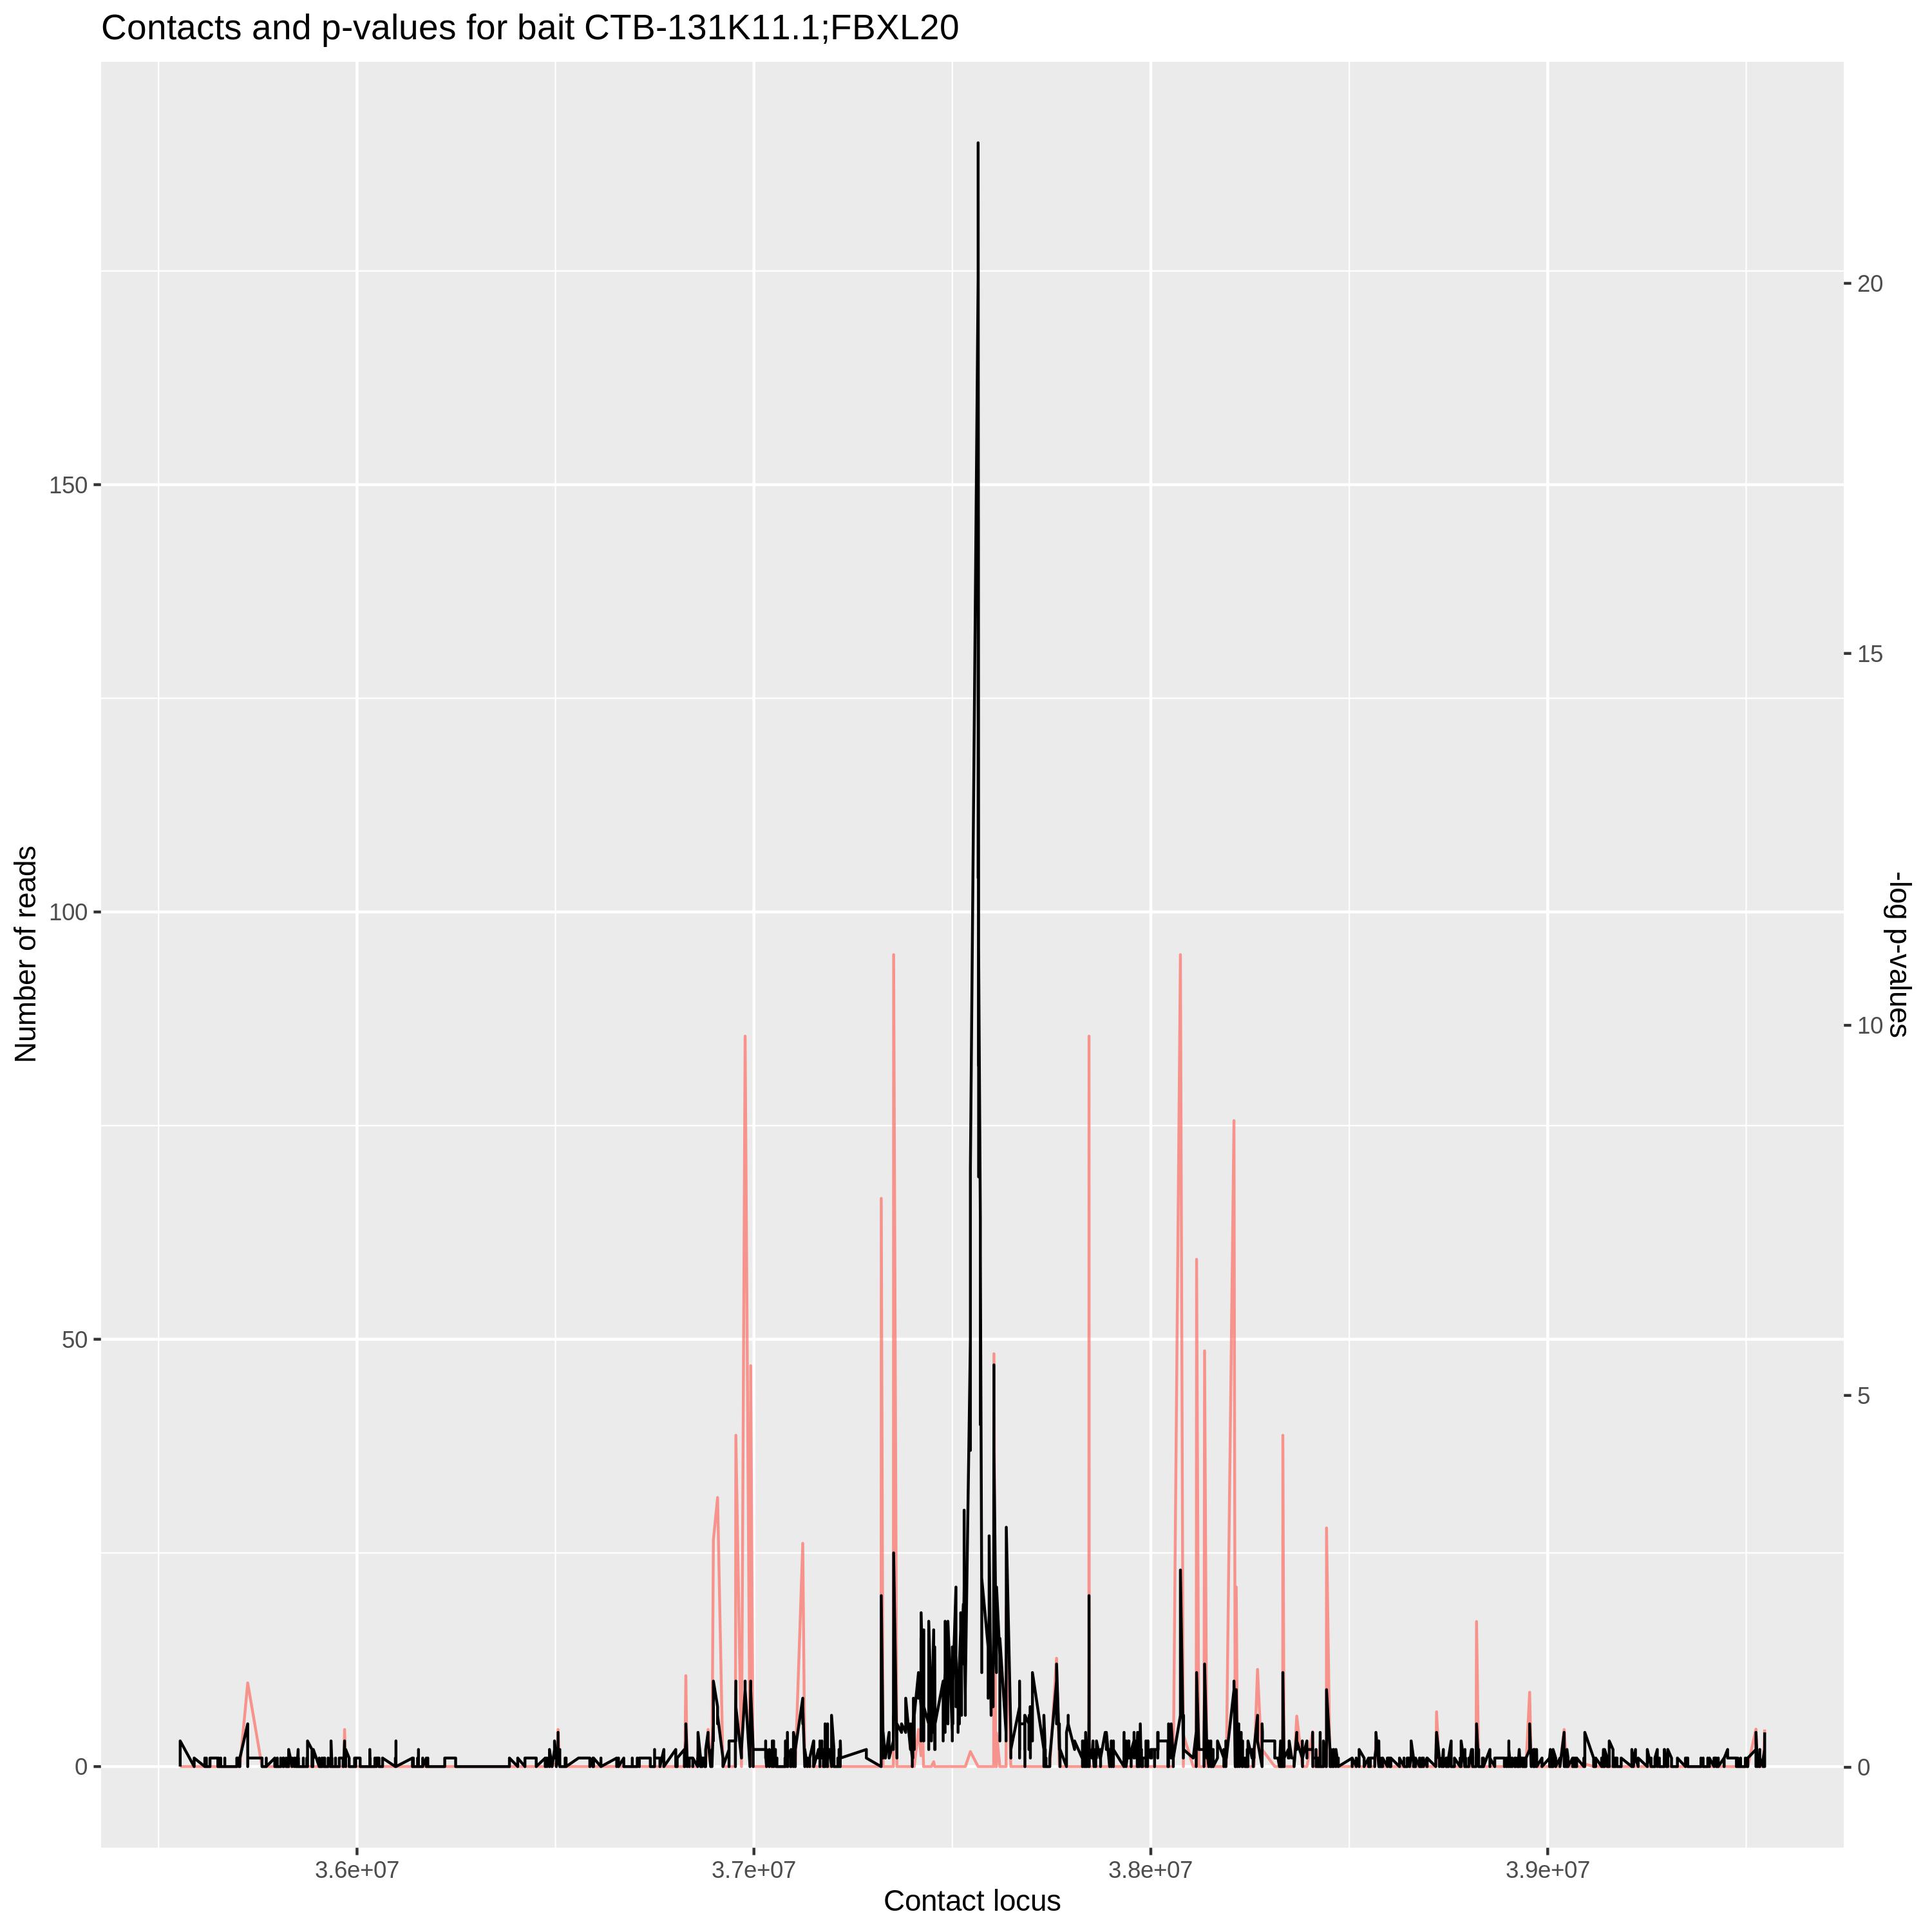 Contacts and p-values for bait CTB-131K11.1;FBXL20
Number of reads
150
100
50
0
20
15
10
5
0
-log p-values
3.6e+07
3.7e+07
3.8e+07
3.9e+07
Contact locus